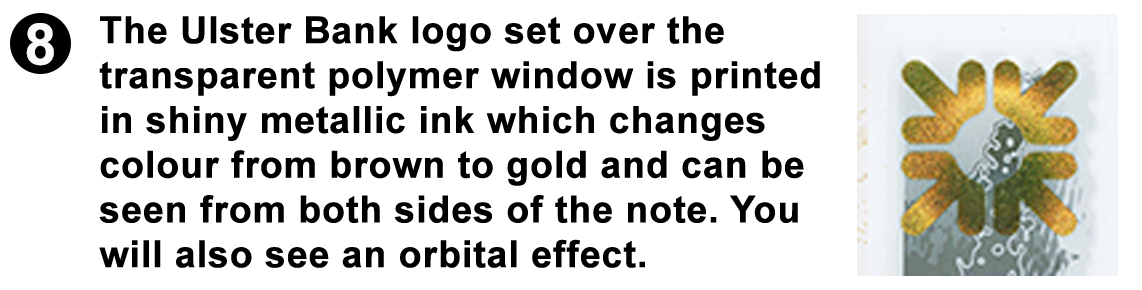 8
The Ulster Bank logo set over the
transparent polymer window is printed
in shiny metallic ink which changes
colour from brown to gold and can be
seen from both sides of the note. You
will also see an orbital effect.